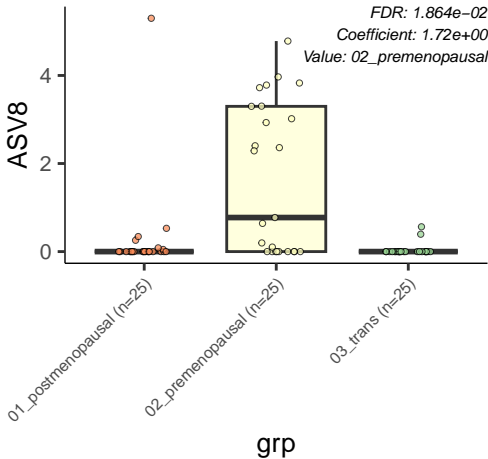 FDR: 1.864e−02
Coefficient: 1.72e+00
Value: 02_premenopausal
ASV8
4
2
0
01_postmenopausal (n=25)
02_premenopausal (n=25)
03_trans (n=25)
grp